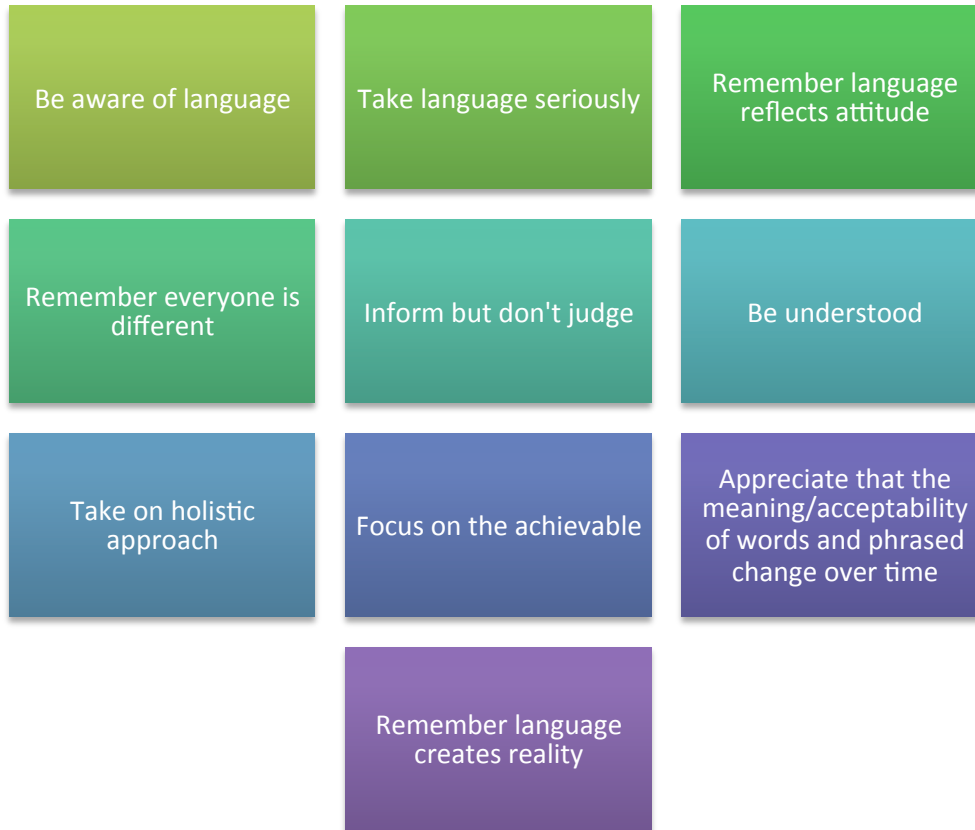 Be aware of language
Take language seriously
Remember language
reflects attitude
Remember everyone is
different
Inform but don't judge
Be understood
Take on holistic
approach
Focus on the achievable
Appreciate that the
meaning/acceptability
of words and phrased
change over time
Remember language
creates reality